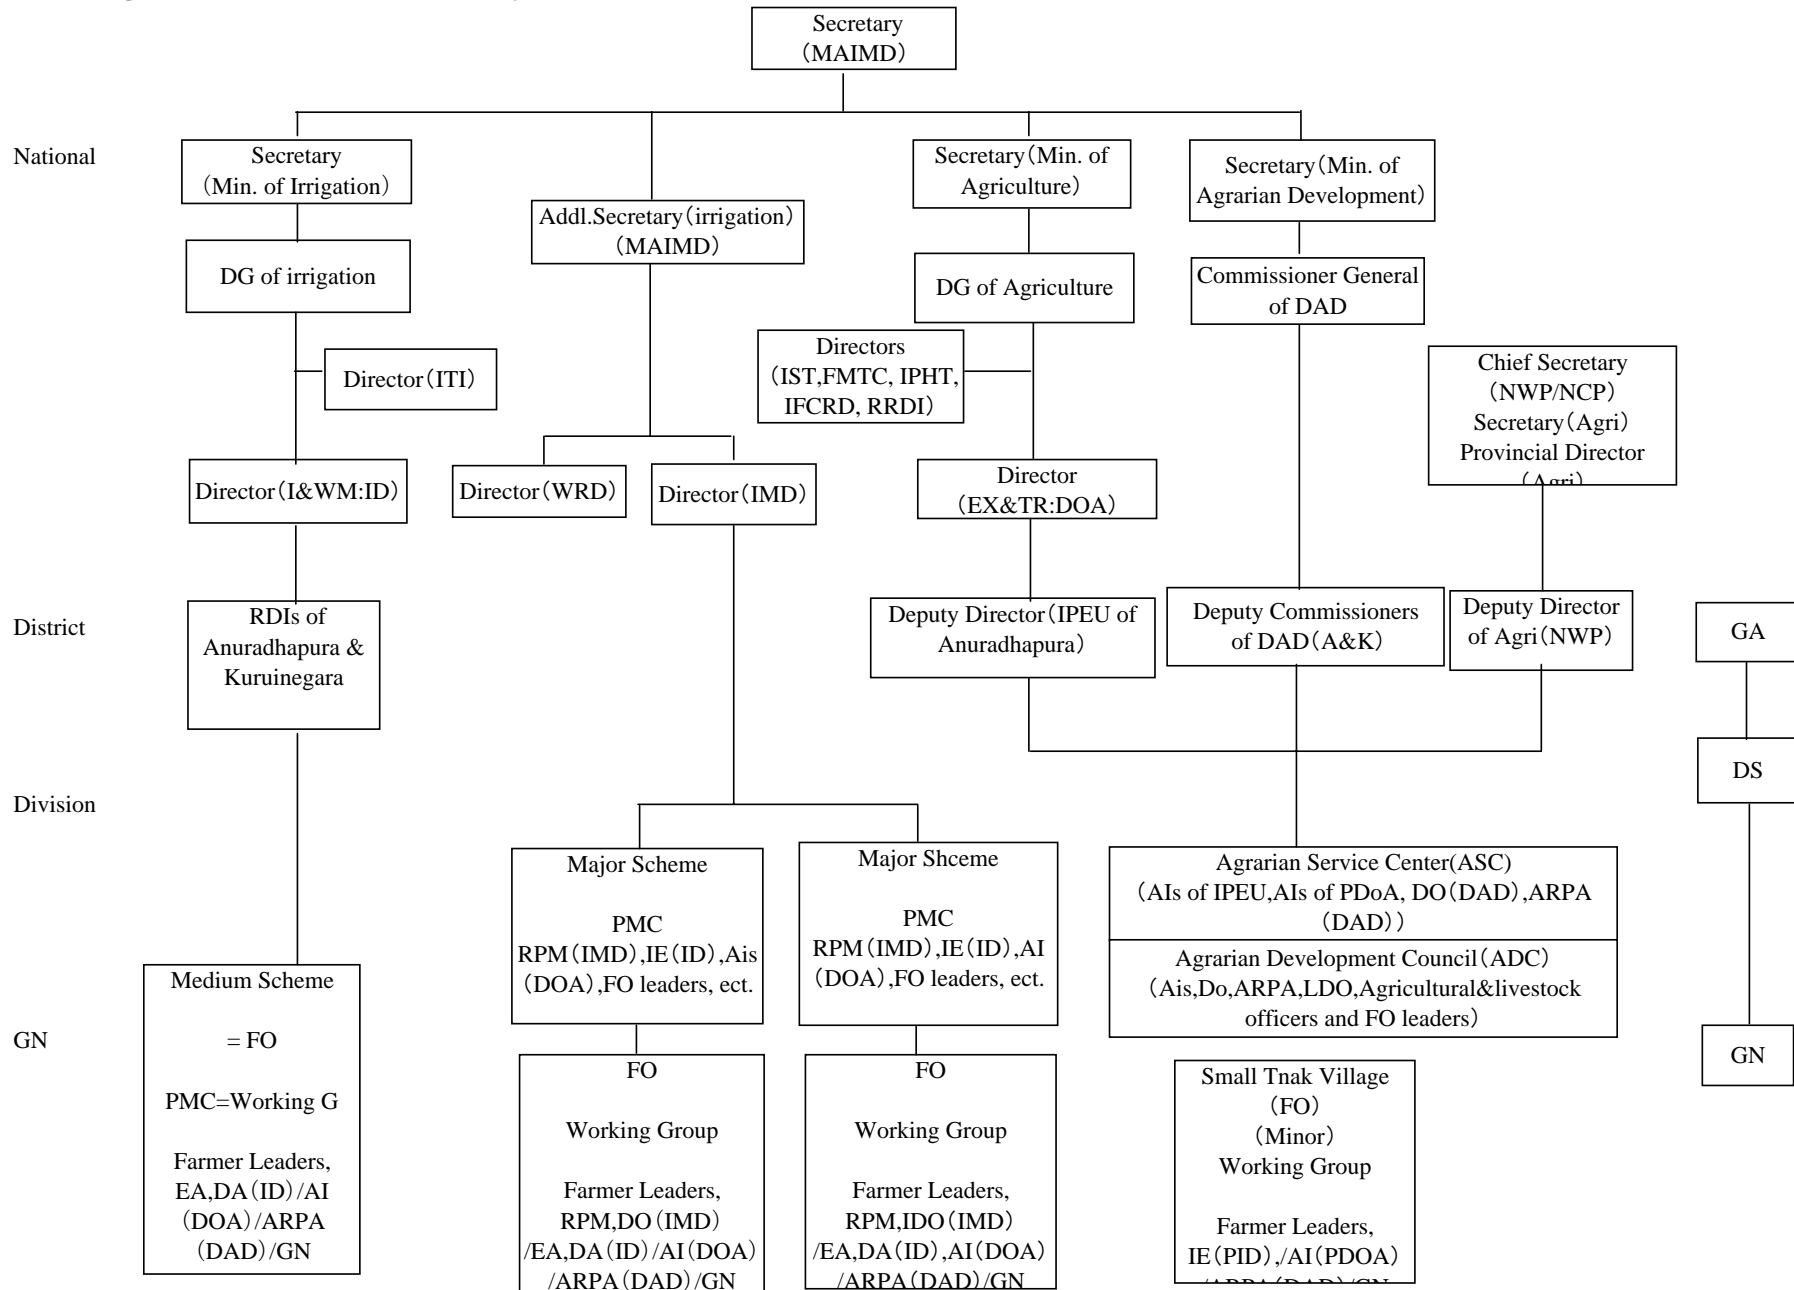 Secretary
(MAIMD)
National
Secretary
(Min. of Irrigation)
Addl.Secretary(irrigation)
(MAIMD)
Secretary(Min. of
Agriculture)
Secretary(Min. of
Agrarian Development)
DG of irrigation
DG of Agriculture
Commissioner General
of DAD
Director(ITI)
Directors
(IST,FMTC, IPHT,
IFCRD, RRDI)
Chief Secretary
(NWP/NCP)
Secretary(Agri)
Provincial Director
(Agri)
Director(I&WM:ID)
Director(WRD)
Director(IMD)
Director
(EX&TR:DOA)
District
RDIs of
Anuradhapura &
Kuruinegara
Deputy Director(IPEU of
Anuradhapura)
Deputy Commissioners
of DAD(A&K)
Deputy Director
of Agri(NWP)
GA
DS
Division
Major Scheme
PMC
RPM(IMD),IE(ID),Ais
(DOA),FO leaders, ect.
Major Shceme
PMC
RPM(IMD),IE(ID),AI
(DOA),FO leaders, ect.
Agrarian Service Center(ASC)
(AIs of IPEU,AIs of PDoA, DO(DAD),ARPA
(DAD))
Agrarian Development Council(ADC)
(Ais,Do,ARPA,LDO,Agricultural&livestock
officers and FO leaders)
GN
Medium Scheme
= FO
PMC=Working G
Farmer Leaders,
EA,DA(ID)/AI
(DOA)/ARPA
(DAD)/GN
FO
Working Group
Farmer Leaders,
RPM,DO(IMD)
/EA,DA(ID)/AI(DOA)
/ARPA(DAD)/GN
FO
Working Group
Farmer Leaders,
RPM,IDO(IMD)
/EA,DA(ID),AI(DOA)
/ARPA(DAD)/GN
Small Tnak Village
(FO)
(Minor)
Working Group
Farmer Leaders,
IE(PID),/AI(PDOA)
/ARPA(DAD)/GN
GN